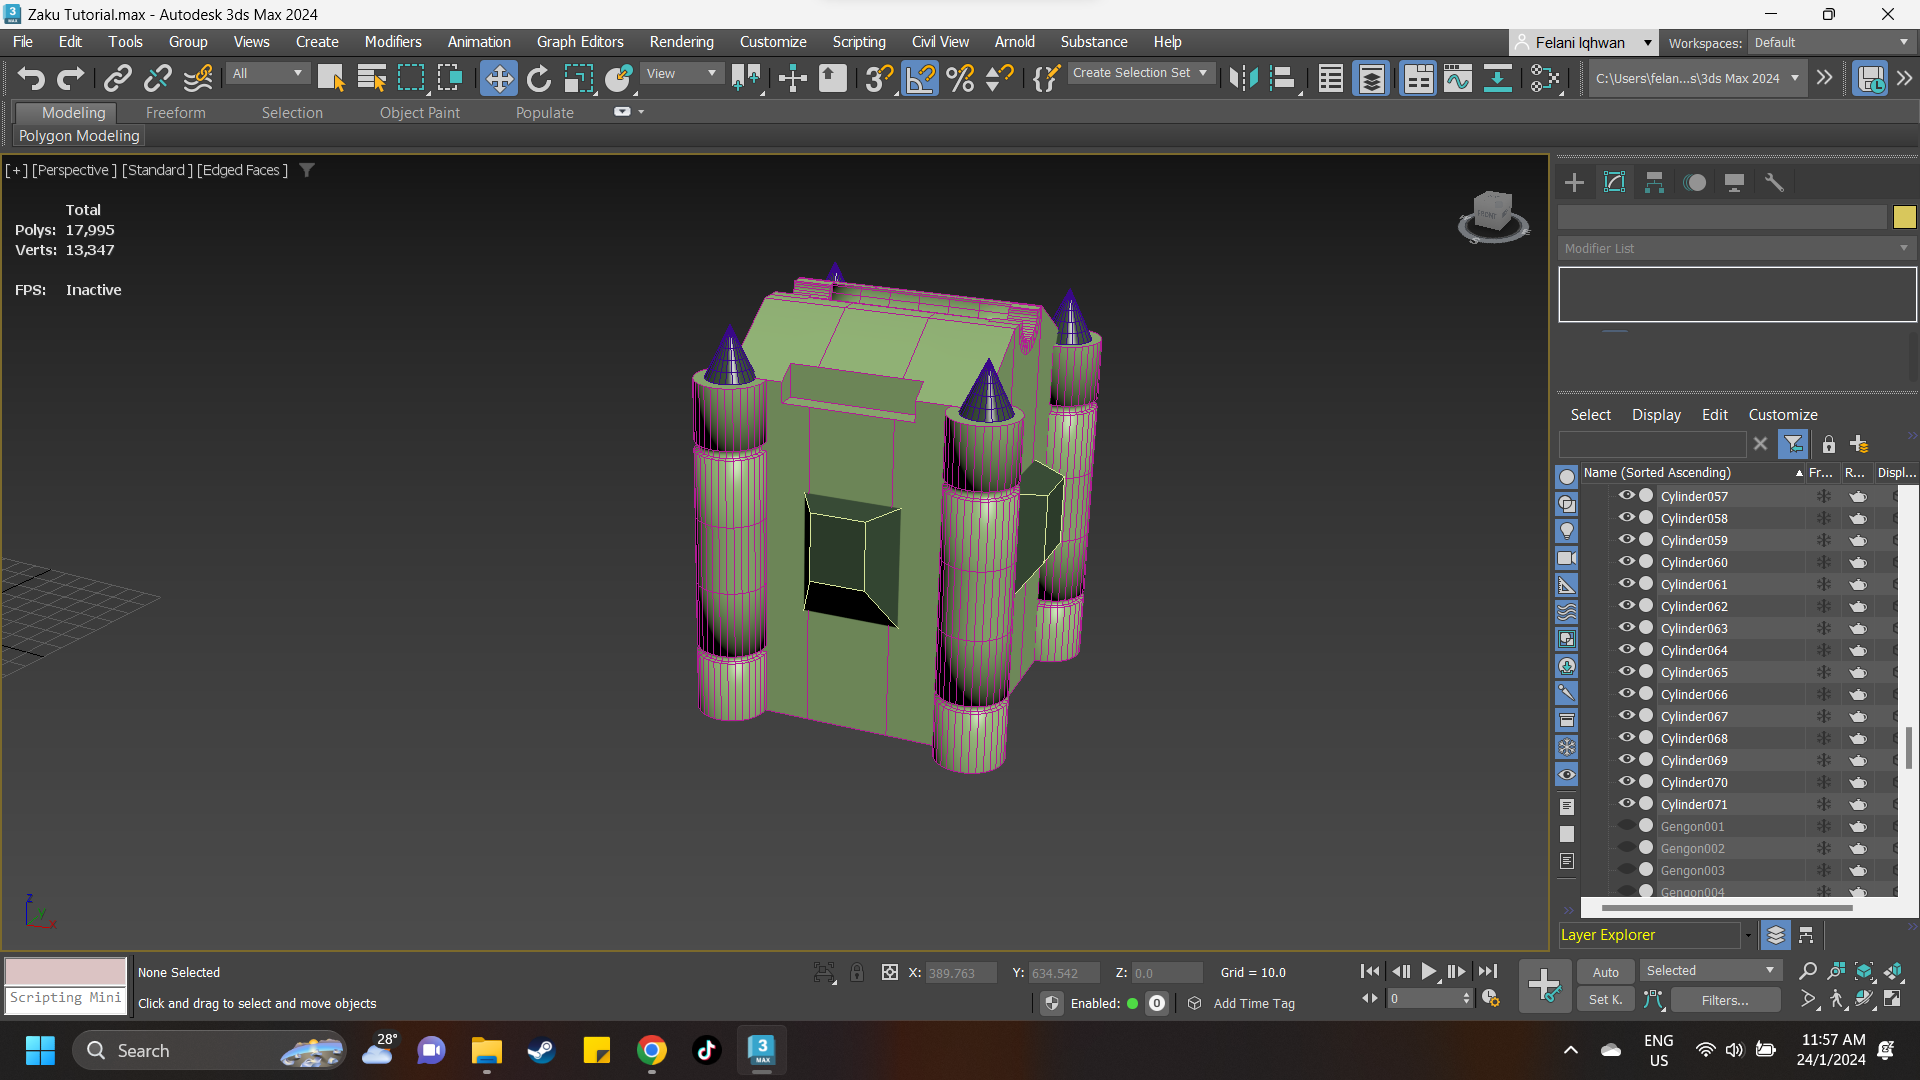 Zaku Tutorial.max - Autodesk 3ds Max 2024
File Edit Tools Group Views Create Modifiers Animation Graph Editors Rendering Customize Scripting Civil View Arnold Substance Help
Felani Iqhwan
Workspaces: Default
All
View
Create Selection Set
C:\Users\felan...s\3ds Max 2024
Modeling Freeform Selection Object Paint Populate
Polygon Modeling
[+] [Perspective ] [Standard ] [Edged Faces ]
Total
Polys: 17,995
Verts: 13,347
FPS: Inactive
FRONT
Modifier List
Select Display Edit Customize
Name (Sorted Ascending) Fr... R... Displ...
Cylinder057
Cylinder058
Cylinder059
Cylinder060
Cylinder061
Cylinder062
Cylinder063
Cylinder064
Cylinder065
Cylinder066
Cylinder067
Cylinder068
Cylinder069
Cylinder070
Cylinder071
Gengon001
Gengon002
Gengon003
Gengon004
Z
Y
X
Layer Explorer
None Selected
X: 389.763 Y: 634.542 Z: 0.0 Grid = 10.0
Auto Selected
Scripting Mini
Click and drag to select and move objects
Enabled: 0 Add Time Tag
0
Set K. Filters...
Search
28°
3 MAX
ENG
US
11:57 AM
24/1/2024